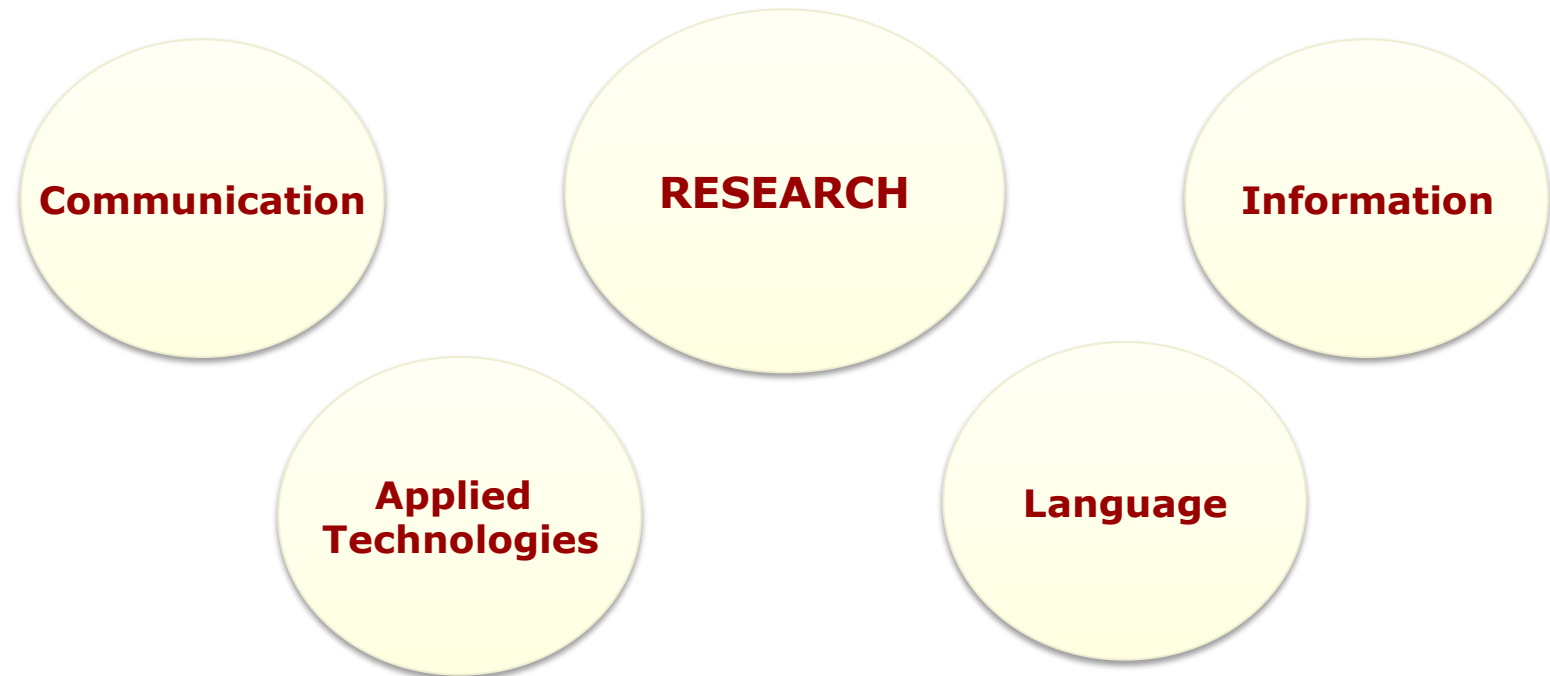 Communication
RESEARCH
Information
Applied
Technologies
Language